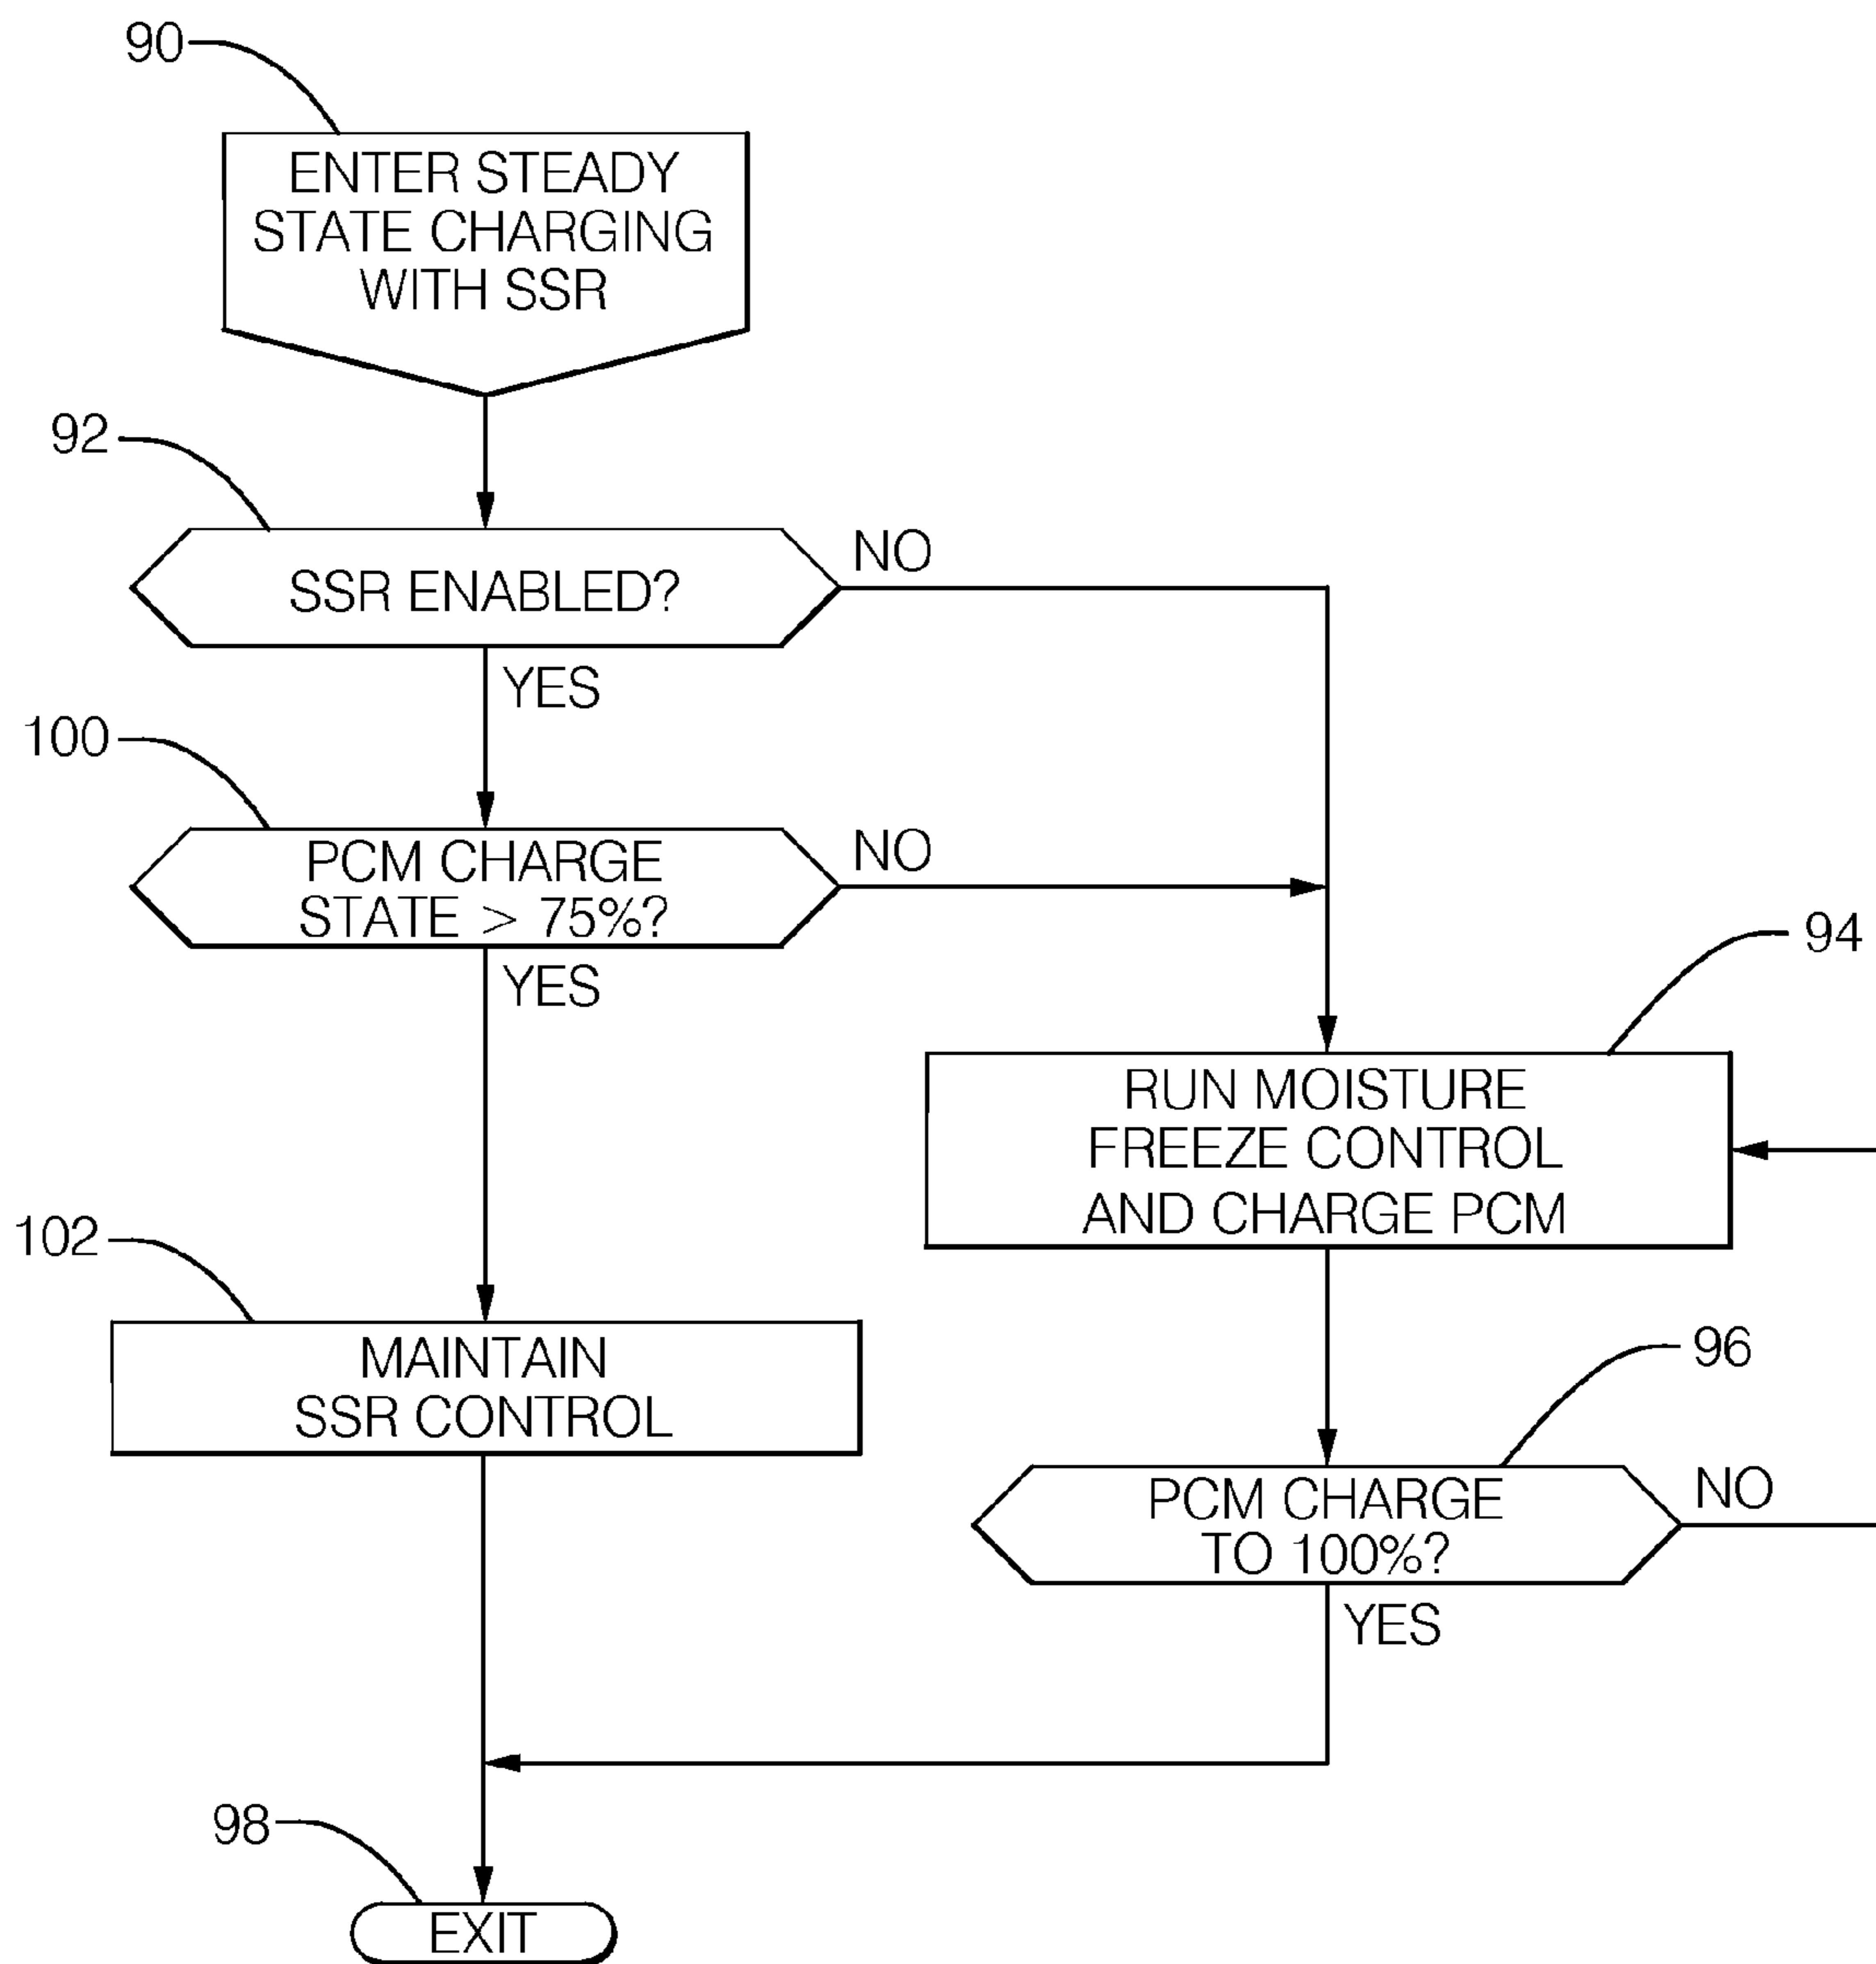 90
ENTER STEADY
STATE CHARGING
WITH SSR
92
SSR ENABLED?
NO
YES
100
PCM CHARGE
STATE > 75%?
NO
YES
94
RUN MOISTURE
FREEZE CONTROL
AND CHARGE PCM
102
MAINTAIN
SSR CONTROL
96
PCM CHARGE
TO 100%?
NO
YES
98
EXIT